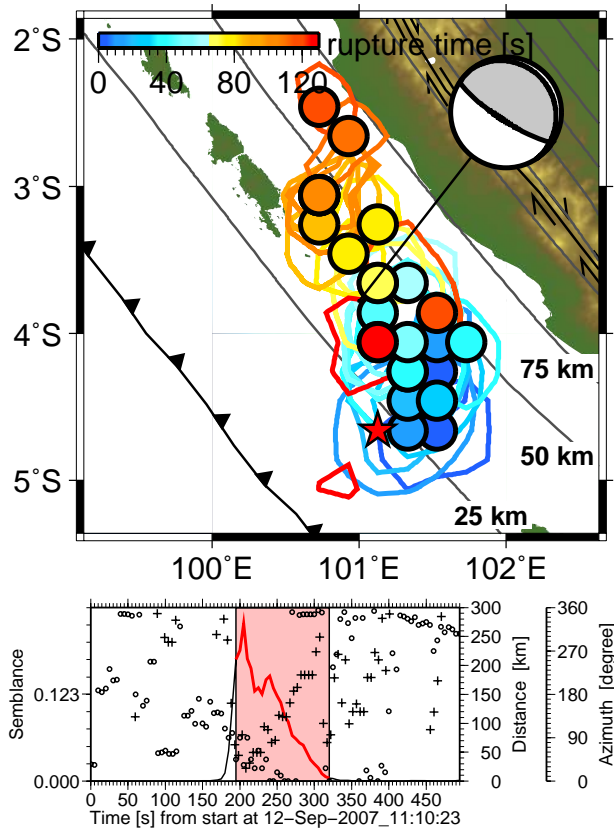 2°S
3°S
4°S
5°S
rupture time [s]
0 40 80 120
75 km
50 km
25 km
100°E 101°E 102°E
Semblance
0.123
0.000
300
250
200
150
100
50
0
Distance [km]
360
270
180
90
0
Azimuth [degree]
0 50 100 150 200 250 300 350 400 450
Time [s] from start at 12–Sep–2007_11:10:23